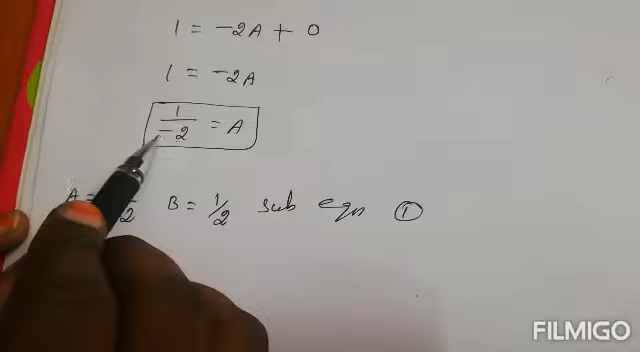 1 = -2A + 0
1 = -2A
1/-2 = A
A = B = 1/2 sub eqn ①
FILMIGO